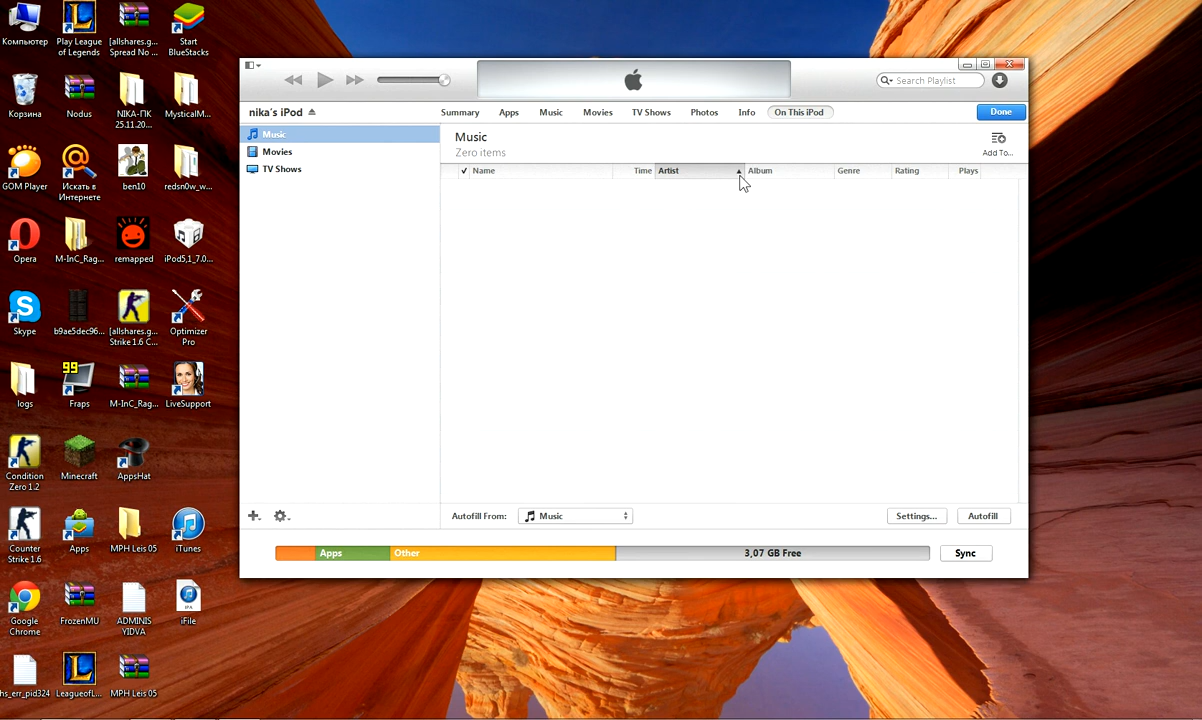 Компьютер
Play League
of Legends
[allshares.g...
Spread No ...
Start
BlueStacks
Корзина
Nodus
NIKA-ПК
25.11.20...
MysticalM...
GOM Player
Искать в
Интернете
ben10
redsn0w_w...
Opera
M-InC_Rag...
remapped
iPod5,1_7.0...
Skype
b9ae5dec96...
[allshares.g...
Strike 1.6 C...
Optimizer
Pro
logs
99
Fraps
M-InC_Rag...
LiveSupport
Condition
Zero 1.2
Minecraft
AppsHat
Counter
Strike 1.6
Apps
MPH Leis 05
iTunes
Google
Chrome
FrozenMU
ADMINIS
YIDVA
IPA
iFile
hs_err_pid324
LeagueofL...
MPH Leis 05
Search Playlist
nika's iPod
Summary Apps Music Movies TV Shows Photos Info On This iPod Done
Music
Movies
TV Shows
Music
Zero items
Add To...
✔ Name Time Artist Album Genre Rating Plays
Autofill From: Music Settings... Autofill
Apps Other 3,07 GB Free Sync